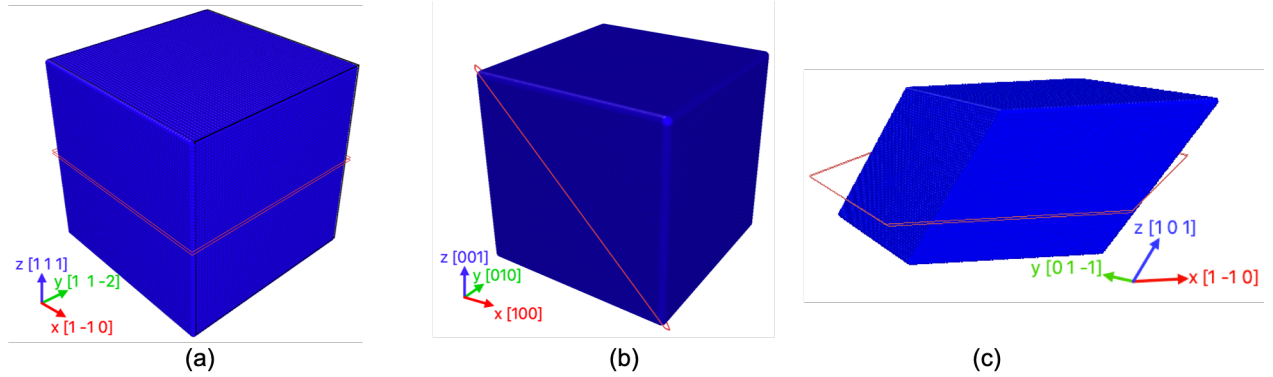 z [1 1 1]
y [1 1 -2]
x [1 -1 0]
(a)
z [001]
y [010]
x [100]
(b)
z [1 0 1]
y [0 1 -1]
x [1 -1 0]
(c)